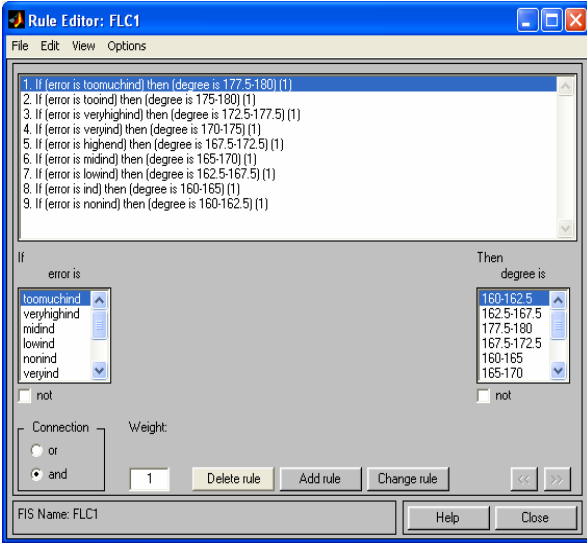 Rule Editor: FLC1
File Edit View Options
1. If (error is toomuchind) then (degree is 177.5-180) (1)
2. If (error is tooind) then (degree is 175-180) (1)
3. If (error is veryhighind) then (degree is 172.5-177.5) (1)
4. If (error is veryind) then (degree is 170-175) (1)
5. If (error is highend) then (degree is 167.5-172.5) (1)
6. If (error is midind) then (degree is 165-170) (1)
7. If (error is lowind) then (degree is 162.5-167.5) (1)
8. If (error is ind) then (degree is 160-165) (1)
9. If (error is nonind) then (degree is 160-162.5) (1)
If
error is
toomuchind
veryhighind
midind
lowind
nonind
veryind
not
Then
degree is
160-162.5
162.5-167.5
177.5-180
167.5-172.5
160-165
165-170
not
Connection
or
and
Weight:
1
Delete rule
Add rule
Change rule
<<
>>
FIS Name: FLC1
Help
Close